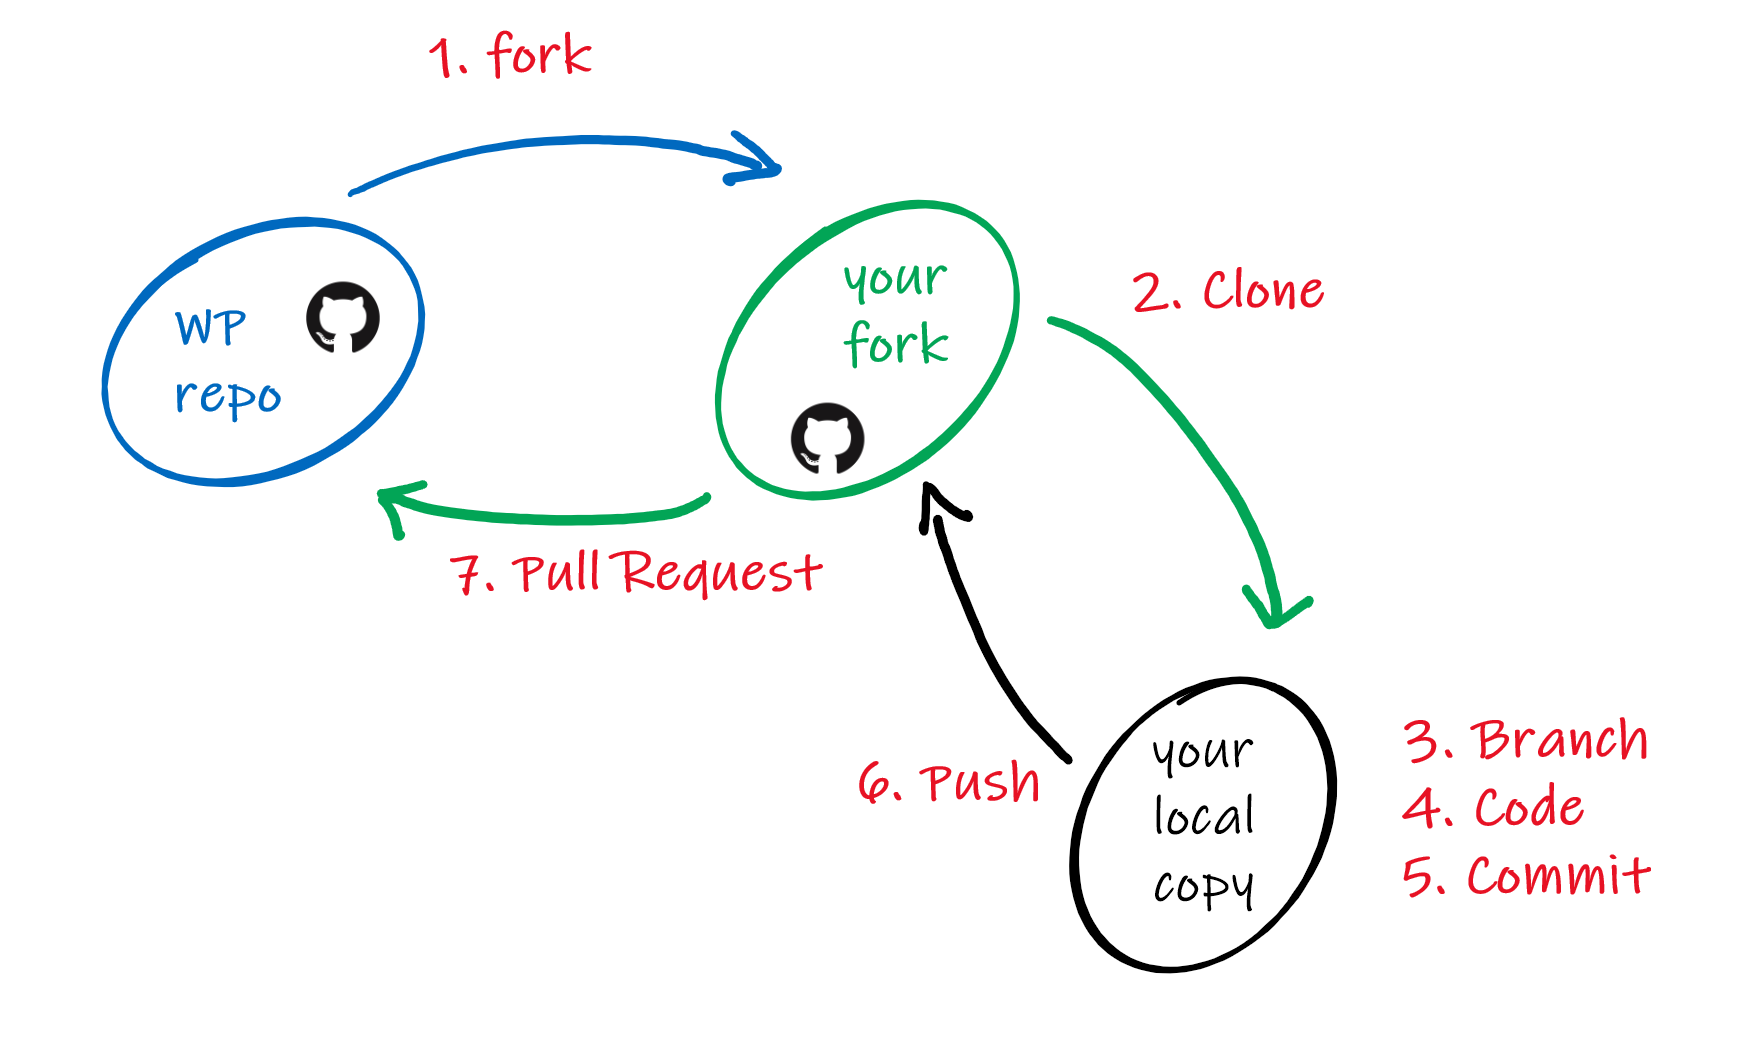 1. fork
WP
repo
your
fork
2. Clone
7. Pull Request
your
local
copy
3. Branch
4. Code
5. Commit
6. Push